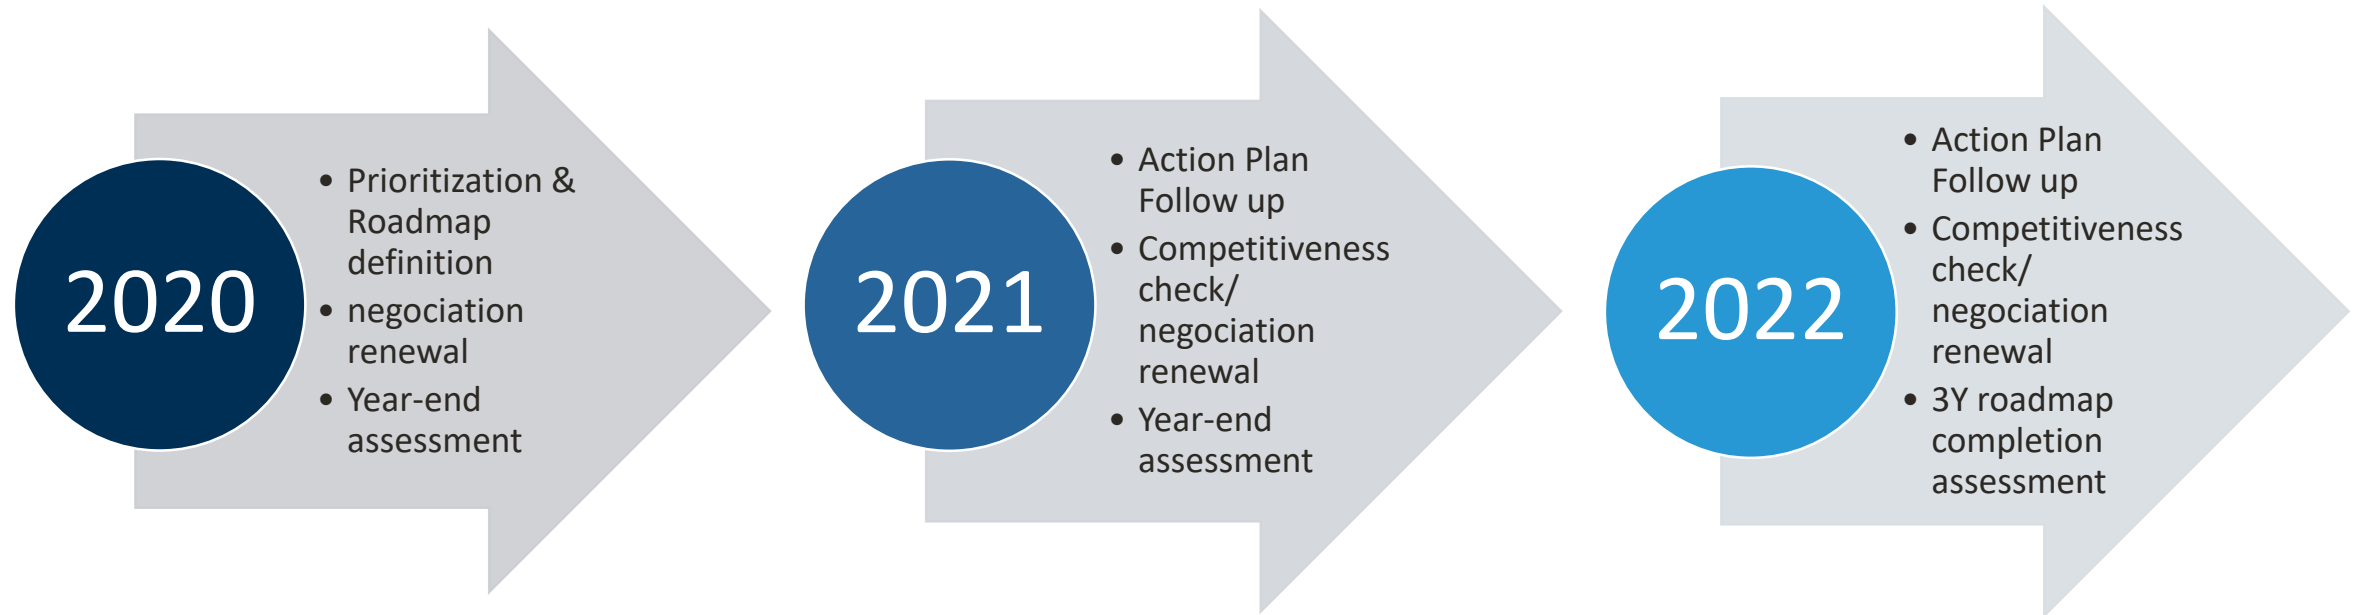 2020
• Prioritization &
Roadmap
definition
• negociation
renewal
• Year-end
assessment
2021
• Action Plan
Follow up
• Competitiveness
check/
negociation
renewal
• Year-end
assessment
2022
• Action Plan
Follow up
• Competitiveness
check/
negociation
renewal
• 3Y roadmap
completion
assessment